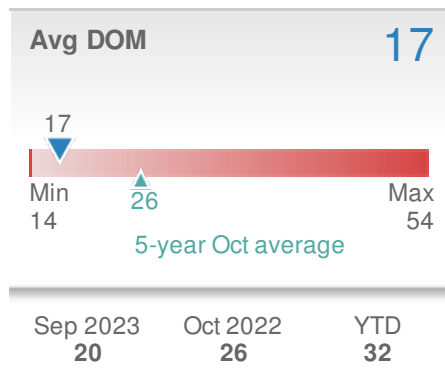 Avg DOM 17
17
Min 26 Max
14 54
5-year Oct average
Sep 2023 Oct 2022 YTD
20 26 32